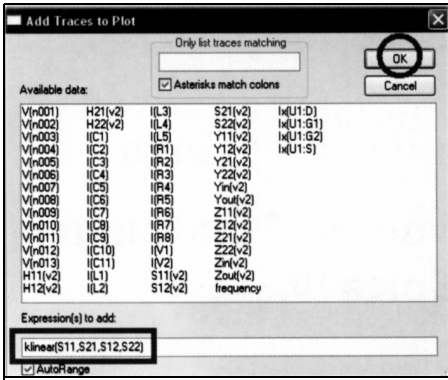 Add Traces to Plot
Only list traces matching
OK
Asterisks match colons
Cancel
Available data:
V(n001) H21(v2) I(L3) S21(v2) Ix(U1:D)
V(n002) H22(v2) I(L4) S22(v2) Ix(U1:G1)
V(n003) I(C1) I(L5) Y11(v2) Ix(U1:G2)
V(n004) I(C2) I(R1) Y12(v2) Ix(U1:S)
V(n005) I(C3) I(R2) Y21(v2)
V(n006) I(C4) I(R3) Y22(v2)
V(n007) I(C5) I(R4) Yin(v2)
V(n008) I(C6) I(R5) Yout(v2)
V(n009) I(C7) I(R6) Z11(v2)
V(n010) I(C8) I(R7) Z12(v2)
V(n011) I(C9) I(R8) Z21(v2)
V(n012) I(C10) I(V1) Z22(v2)
V(n013) I(C11) I(V2) Zin(v2)
H11(v2) I(L1) S11(v2) Zout(v2)
H12(v2) I(L2) S12(v2) frequency
Expression(s) to add:
klinear(S11,S21,S12,S22)
AutoRange